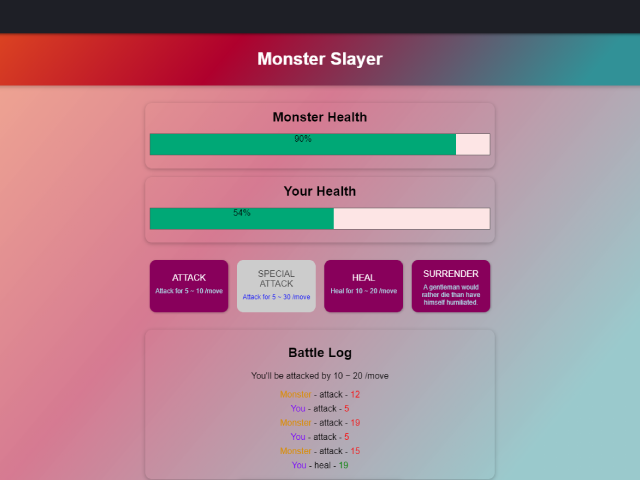 Monster Slayer
Monster Health
90%
Your Health
54%
ATTACK
Attack for 5 ~ 10 /move
SPECIAL
ATTACK
Attack for 5 ~ 30 /move
HEAL
Heal for 10 ~ 20 /move
SURRENDER
A gentleman would
rather die than have
himself humiliated.
Battle Log
You'll be attacked by 10 ~ 20 /move
Monster - attack - 12
You - attack - 5
Monster - attack - 19
You - attack - 5
Monster - attack - 15
You - heal - 19